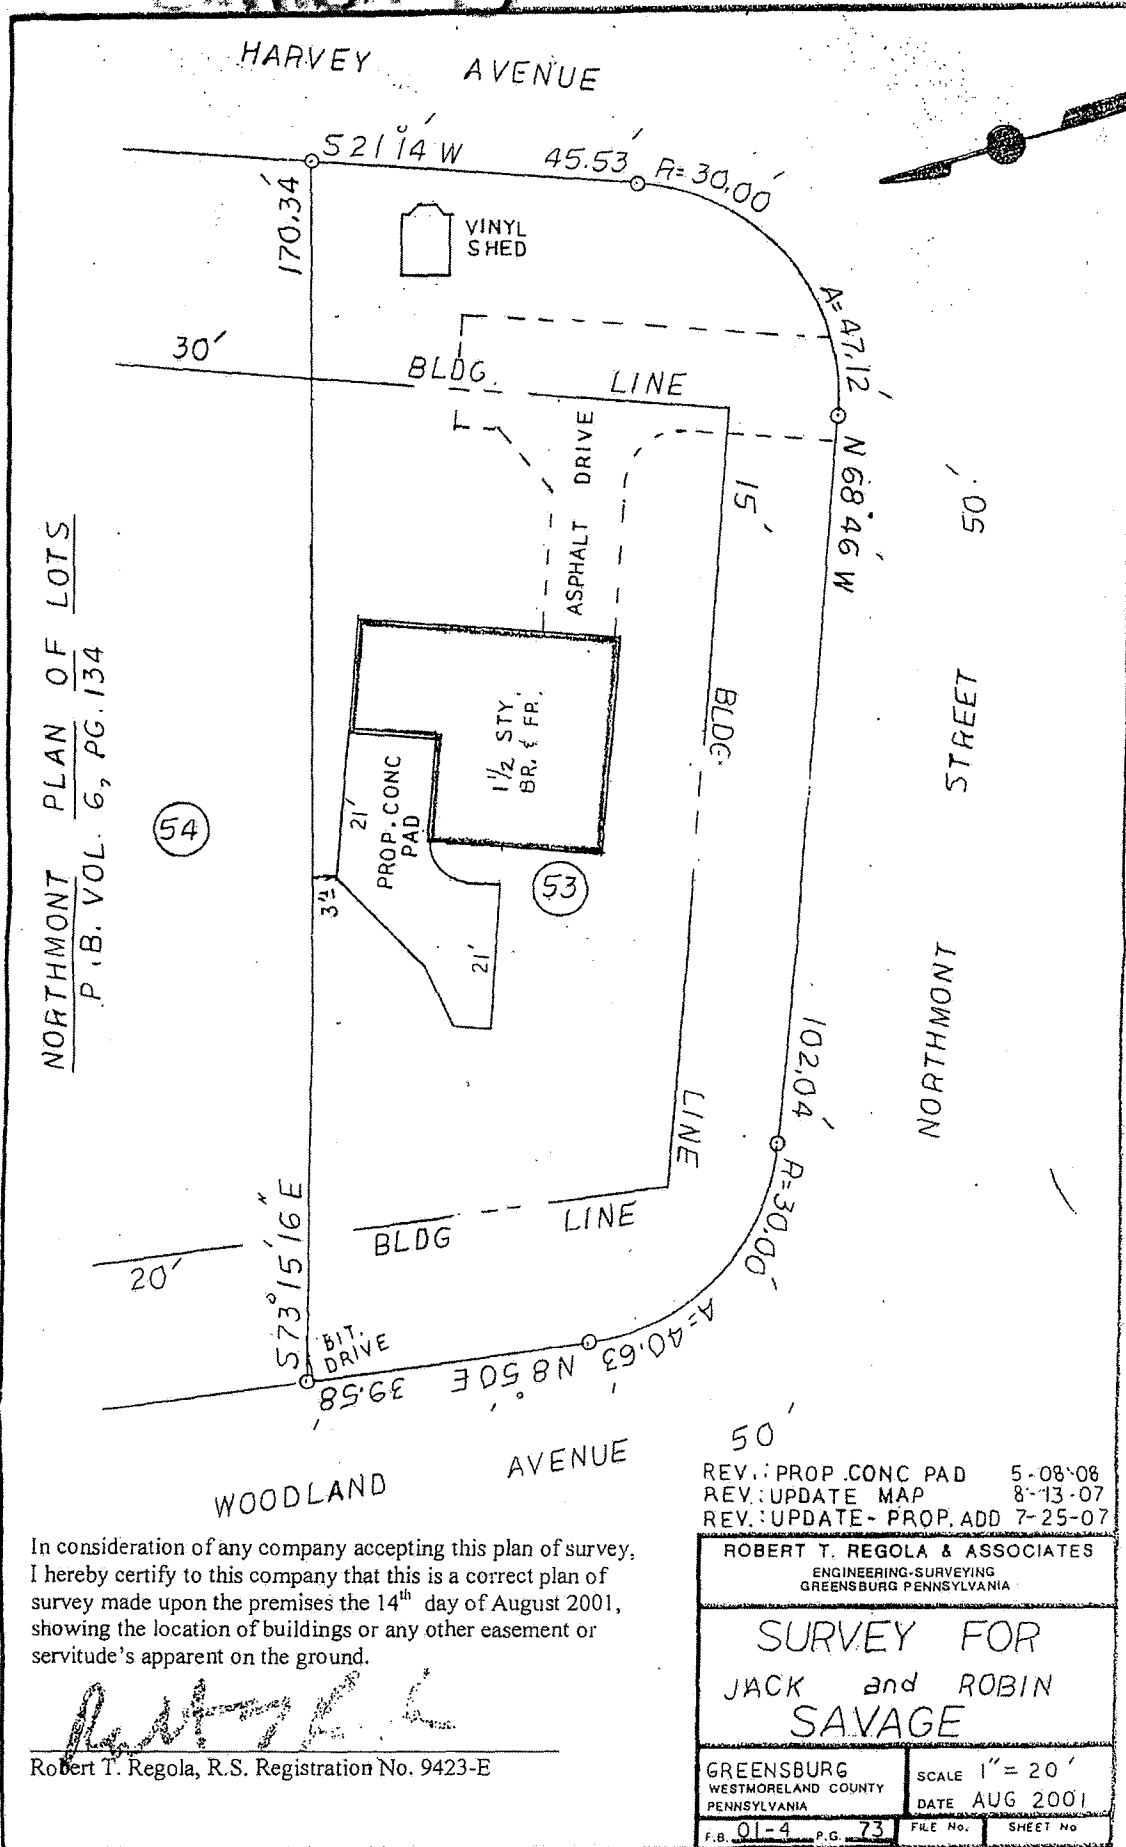 HARVEY AVENUE
S 21° 14' W 45.53' R=30.00'
170.34'
VINYL
SHED
A=47.12'
30'
BLDG. LINE
ASPHALT DRIVE
15'
N 68° 46' W
50'
NORTHMONT PLAN OF LOTS
P.B. VOL. 6, PG. 134
54
1 1/2 STY
BR. & FR.
BLDG.
STREET
21'
PROP. CONC
PAD
3'±
53
21'
NORTHMONT
102.04'
LINE
R=30.00'
BLDG LINE
20'
S73° 15' 16" E
BIT.
DRIVE
A=40.63'
N 8° 50' E
39.58'
WOODLAND AVENUE
50'
REV.: PROP. CONC PAD 5-08-08
REV.: UPDATE MAP 8-13-07
REV.: UPDATE- PROP. ADD 7-25-07
In consideration of any company accepting this plan of survey,
I hereby certify to this company that this is a correct plan of
survey made upon the premises the 14th day of August 2001,
showing the location of buildings or any other easement or
servitude's apparent on the ground.
Robert T. Regola, R.S. Registration No. 9423-E
ROBERT T. REGOLA & ASSOCIATES
ENGINEERING-SURVEYING
GREENSBURG PENNSYLVANIA
SURVEY FOR
JACK and ROBIN
SAVAGE
GREENSBURG
WESTMORELAND COUNTY
PENNSYLVANIA
SCALE 1" = 20'
DATE AUG 2001
F.B. 01-4 P.G. 73
FILE No.
SHEET No